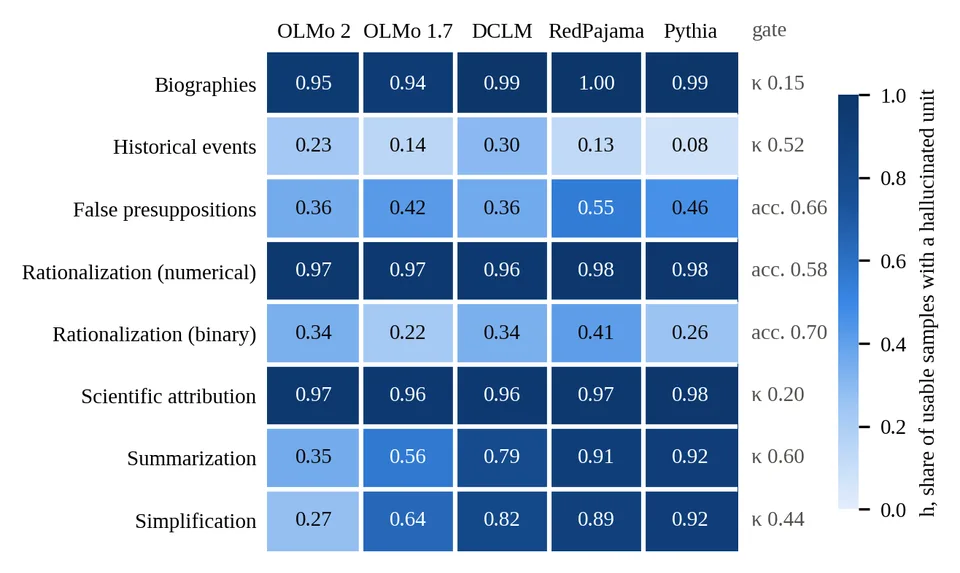 OLMo 2 OLMo 1.7 DCLM RedPajama Pythia gate
Biographies 0.95 0.94 0.99 1.00 0.99 κ 0.15
Historical events 0.23 0.14 0.30 0.13 0.08 κ 0.52
False presuppositions 0.36 0.42 0.36 0.55 0.46 acc. 0.66
Rationalization (numerical) 0.97 0.97 0.96 0.98 0.98 acc. 0.58
Rationalization (binary) 0.34 0.22 0.34 0.41 0.26 acc. 0.70
Scientific attribution 0.97 0.96 0.96 0.97 0.98 κ 0.20
Summarization 0.35 0.56 0.79 0.91 0.92 κ 0.60
Simplification 0.27 0.64 0.82 0.89 0.92 κ 0.44
1.0
0.8
0.6
0.4
0.2
0.0
h, share of usable samples with a hallucinated unit